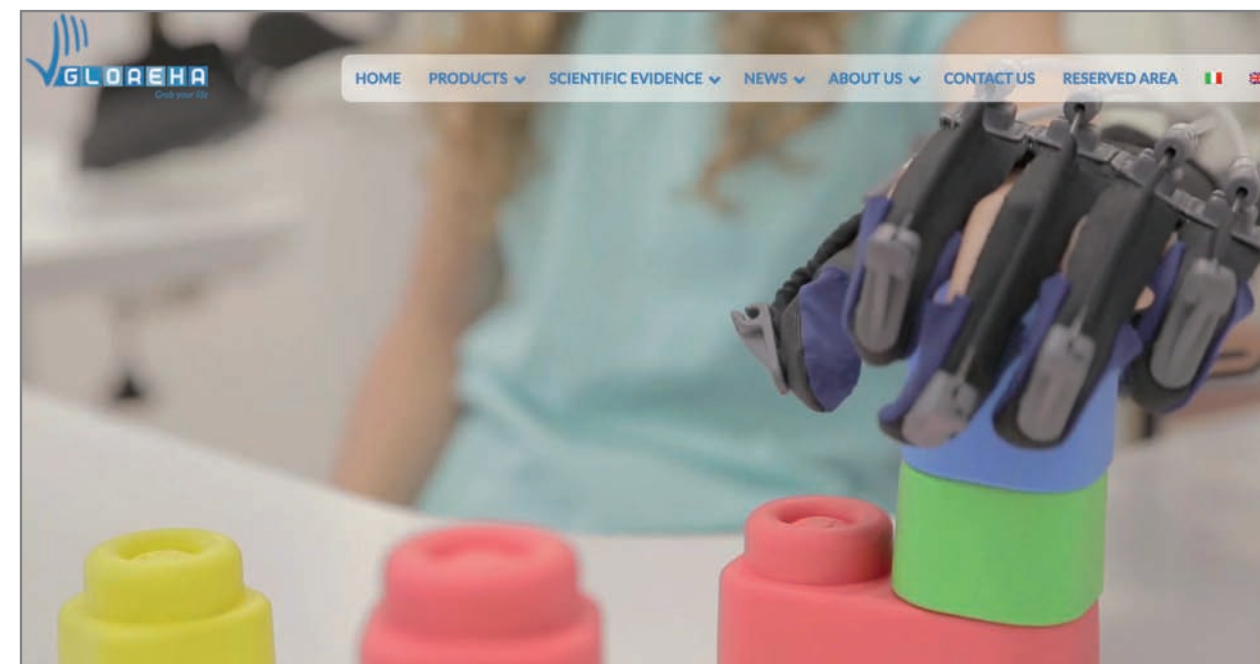 GLOREHA
Grab your life
HOME PRODUCTS SCIENTIFIC EVIDENCE NEWS ABOUT US CONTACT US RESERVED AREA